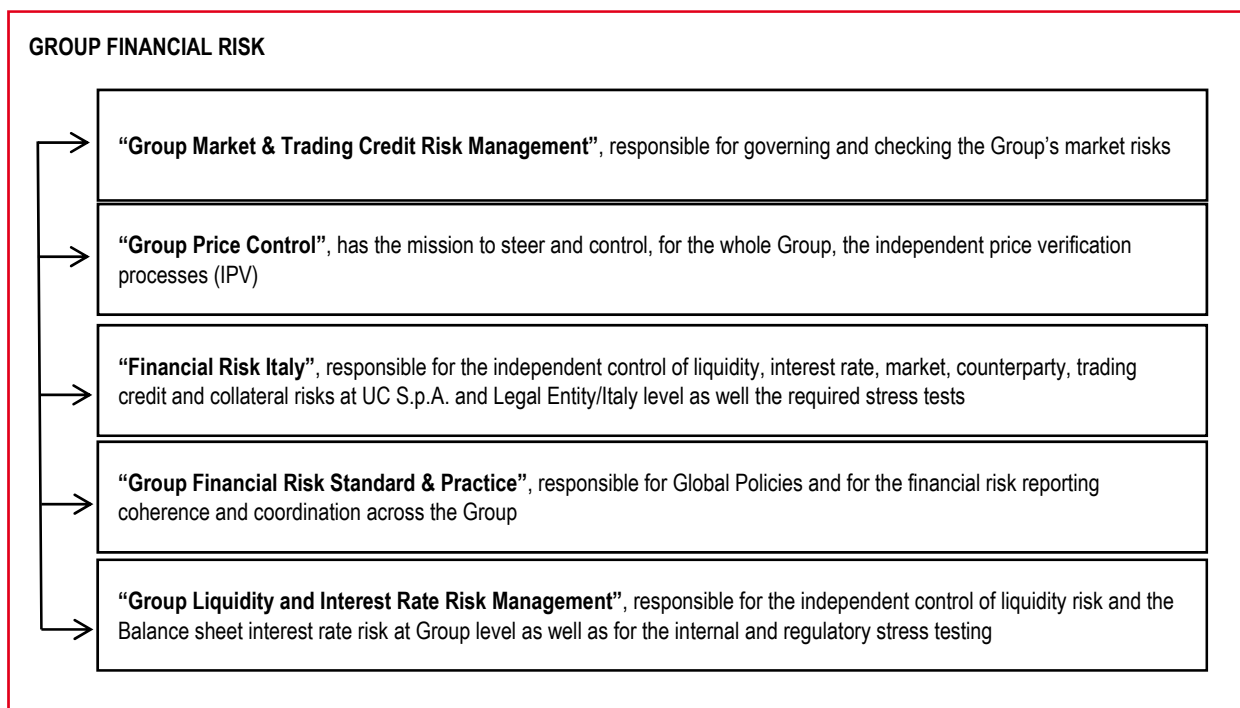 GROUP FINANCIAL RISK
“Group Market & Trading Credit Risk Management”, responsible for governing and checking the Group’s market risks
“Group Price Control”, has the mission to steer and control, for the whole Group, the independent price verification
processes (IPV)
“Financial Risk Italy”, responsible for the independent control of liquidity, interest rate, market, counterparty, trading
credit and collateral risks at UC S.p.A. and Legal Entity/Italy level as well the required stress tests
“Group Financial Risk Standard & Practice”, responsible for Global Policies and for the financial risk reporting
coherence and coordination across the Group
“Group Liquidity and Interest Rate Risk Management”, responsible for the independent control of liquidity risk and the
Balance sheet interest rate risk at Group level as well as for the internal and regulatory stress testing